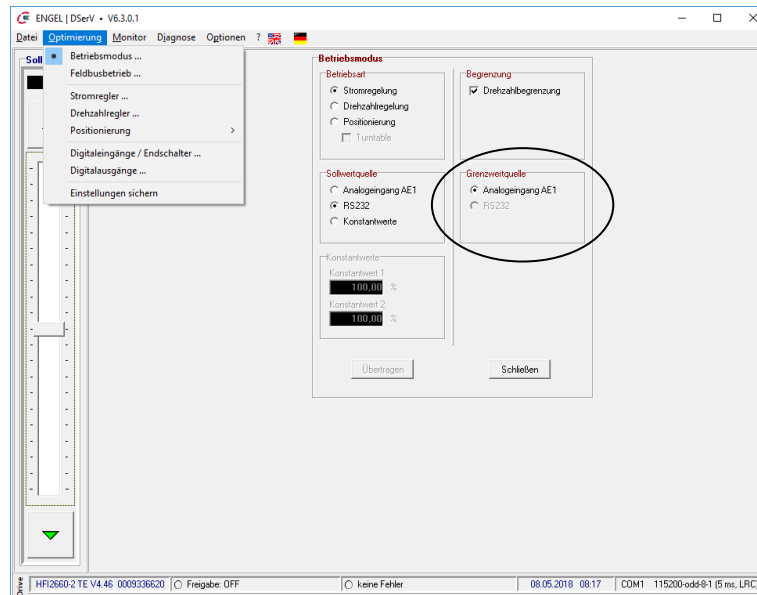 ENGEL | DSerV • V6.3.0.1
Datei Optimierung Monitor Diagnose Optionen ?
Betriebsmodus ...
Feldbusbetrieb ...
Stromregler ...
Drehzahlregler ...
Positionierung >
Digitaleingänge / Endschalter ...
Digitalausgänge ...
Einstellungen sichern
Betriebsmodus
Betriebsart
Stromregelung
Drehzahlregelung
Positionierung
Turntable
Begrenzung
Drehzahlbegrenzung
Sollwertquelle
Analogeingang AE1
RS232
Konstantwerte
Grenzwertquelle
Analogeingang AE1
RS232
Konstantwerte
Konstantwert 1
100,00 %
Konstantwert 2
100,00 %
Übertragen
Schließen
Drive
HFI2660-2 TE V4.46 0009336620 Freigabe: OFF keine Fehler 08.05.2018 08:17 COM1 115200-odd-8-1 (5 ms, LRC)